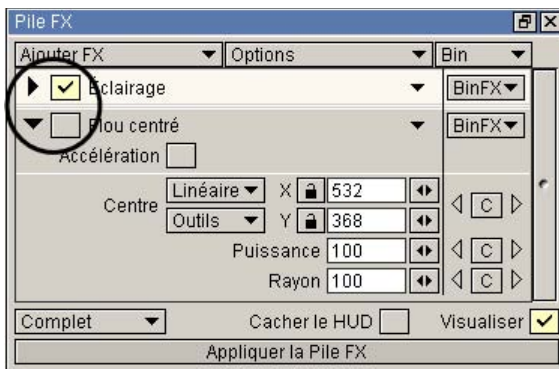 Pile FX
Ajouter FX Options Bin
Eclairage BinFX
Flou centré BinFX
Accélération
Centre Linéaire X 532
Outils Y 368 C
Puissance 100 C
Rayon 100 C
Complet Cacher le HUD Visualiser
Appliquer la Pile FX